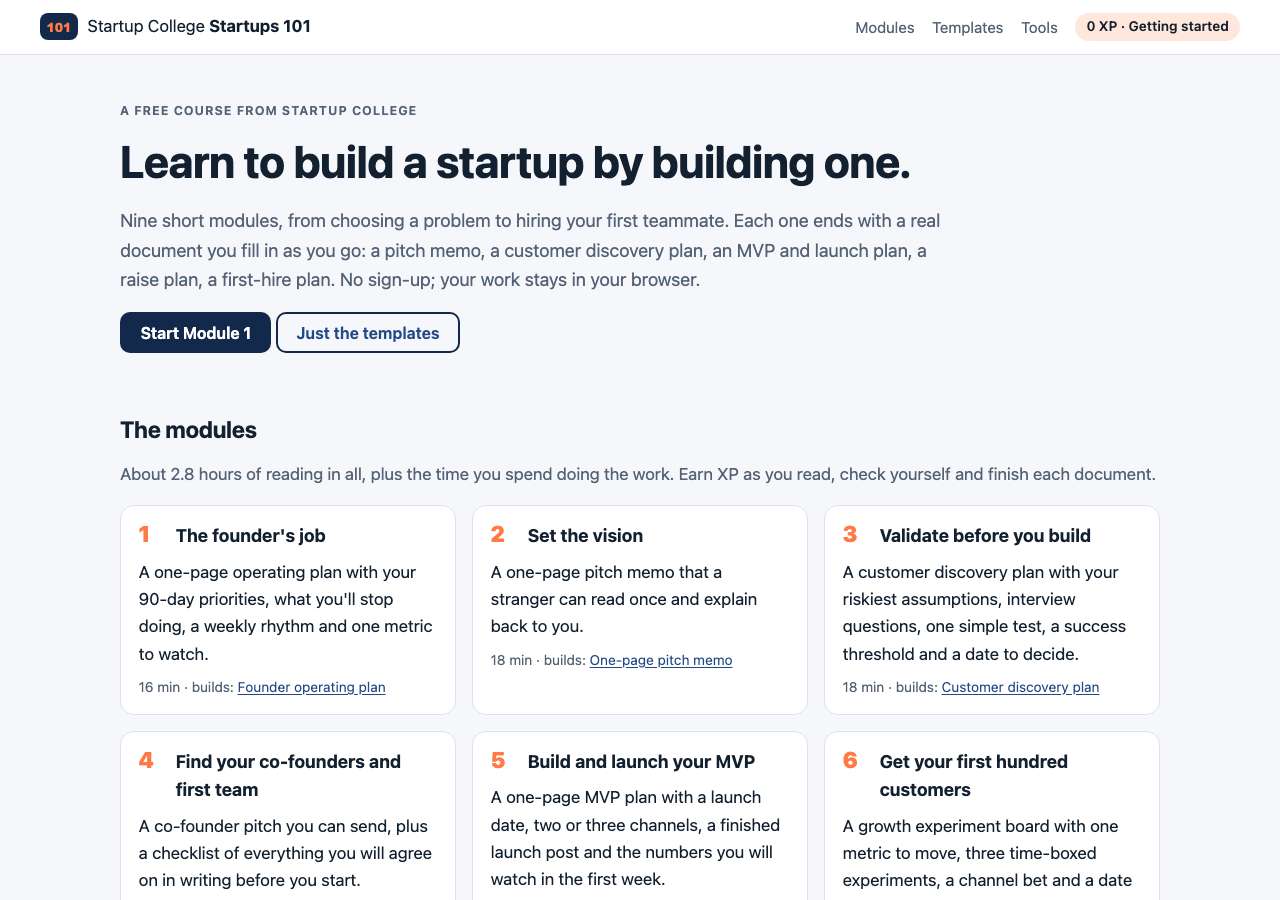 101 Startup College Startups 101
Modules Templates Tools 0 XP · Getting started
A FREE COURSE FROM STARTUP COLLEGE
Learn to build a startup by building one.
Nine short modules, from choosing a problem to hiring your first teammate. Each one ends with a real
document you fill in as you go: a pitch memo, a customer discovery plan, an MVP and launch plan, a
raise plan, a first-hire plan. No sign-up; your work stays in your browser.
Start Module 1
Just the templates
The modules
About 2.8 hours of reading in all, plus the time you spend doing the work. Earn XP as you read, check yourself and finish each document.
1 The founder's job
A one-page operating plan with your
90-day priorities, what you'll stop
doing, a weekly rhythm and one metric
to watch.
16 min · builds: Founder operating plan
2 Set the vision
A one-page pitch memo that a
stranger can read once and explain
back to you.
18 min · builds: One-page pitch memo
3 Validate before you build
A customer discovery plan with your
riskiest assumptions, interview
questions, one simple test, a success
threshold and a date to decide.
18 min · builds: Customer discovery plan
4 Find your co-founders and
first team
A co-founder pitch you can send, plus
a checklist of everything you will agree
on in writing before you start.
5 Build and launch your MVP
A one-page MVP plan with a launch
date, two or three channels, a finished
launch post and the numbers you will
watch in the first week.
6 Get your first hundred
customers
A growth experiment board with one
metric to move, three time-boxed
experiments, a channel bet and a date